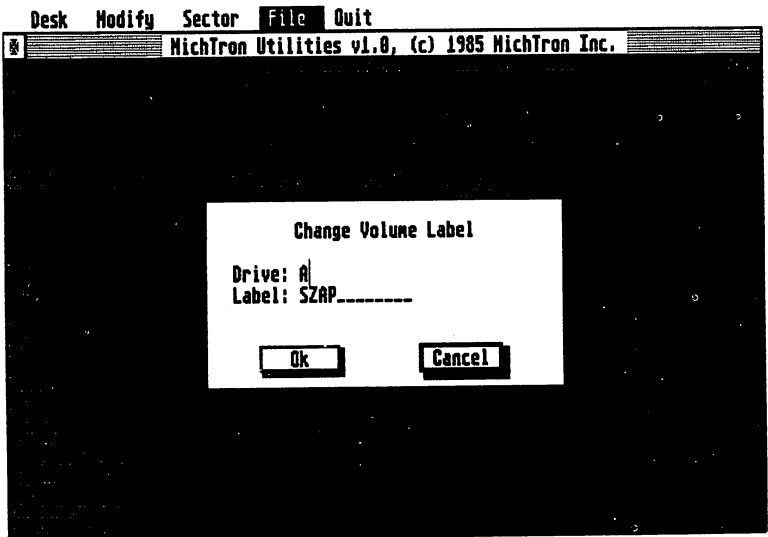 Desk Modify Sector File Quit
MichTron Utilities v1.0, (c) 1985 MichTron Inc.
Change Volume Label
Drive: A
Label: SZAP________
Ok Cancel